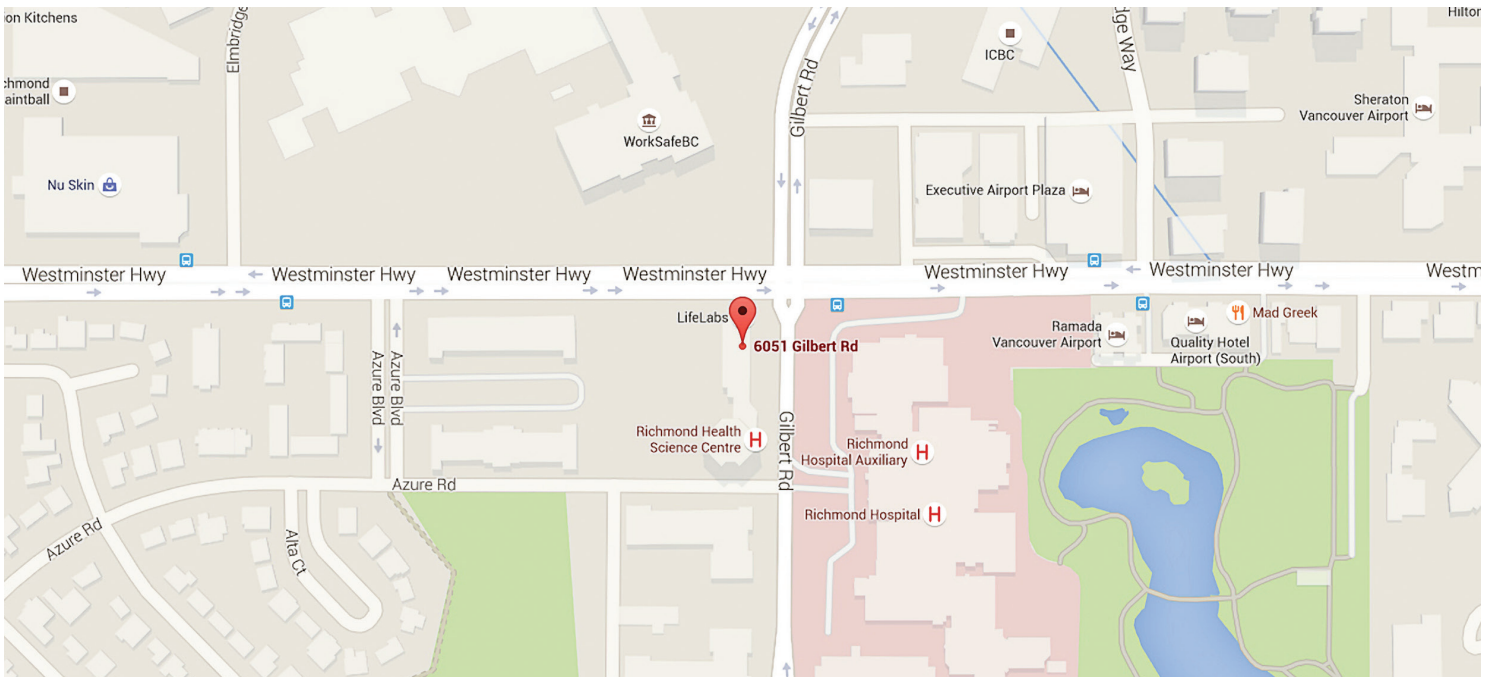 on Kitchens
Elmbridge
chmond
aintball
Nu Skin
WorkSafeBC
Gilbert Rd
ICBC
dge Way
Hilton
Sheraton
Vancouver Airport
Executive Airport Plaza
Westminster Hwy
Westminster Hwy
Westminster Hwy
Westminster Hwy
Westminster Hwy
Westminster Hwy
Westm
LifeLabs
6051 Gilbert Rd
Ramada
Vancouver Airport
Quality Hotel
Airport (South)
Mad Greek
Azure Blvd
Azure Blvd
Gilbert Rd
Richmond Health
Science Centre
H
Richmond
Hospital Auxiliary
H
Richmond Hospital
H
Azure Rd
Azure Rd
Alta Ct